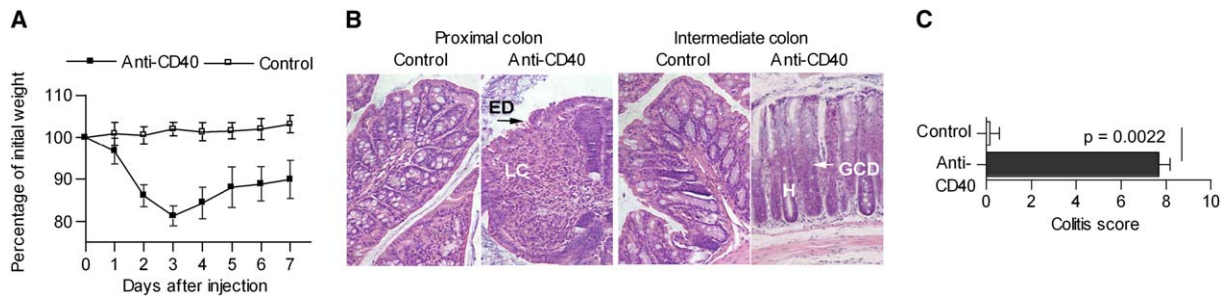 A
Anti-CD40 Control
Percentage of initial weight
110
100
90
80
0 1 2 3 4 5 6 7
Days after injection
B
Proximal colon Intermediate colon
Control Anti-CD40 Control Anti-CD40
ED
LC
H
GCD
C
Control
Anti-
CD40
p = 0.0022
0 2 4 6 8 10
Colitis score